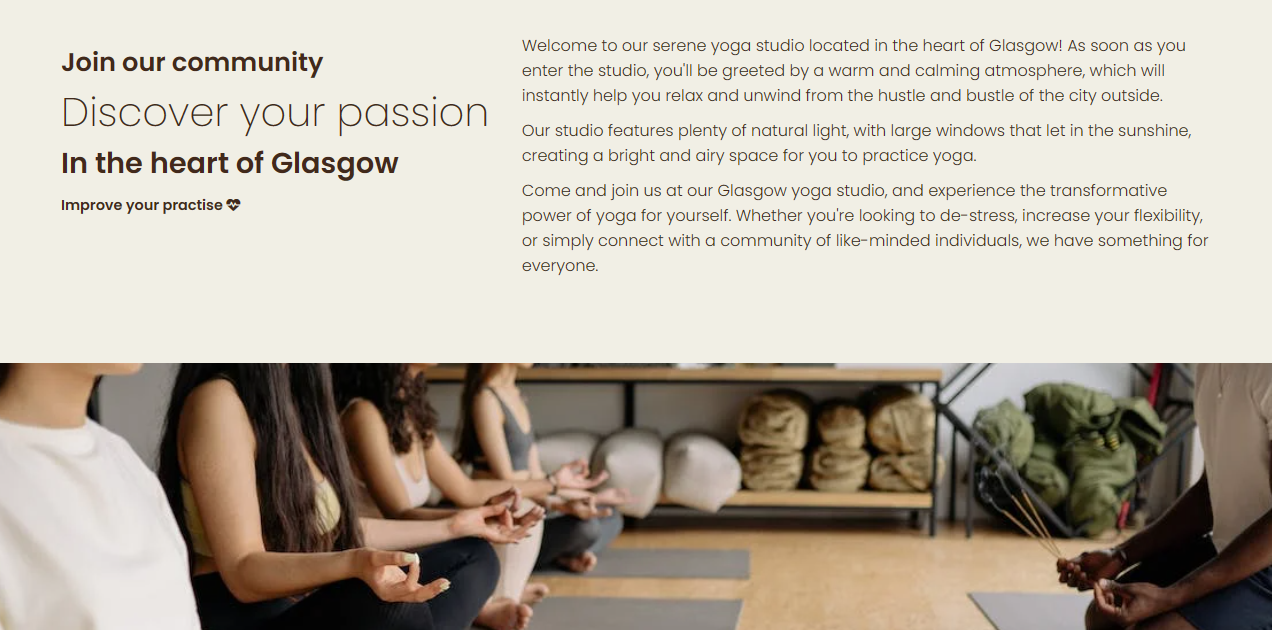 Join our community
Discover your passion
In the heart of Glasgow
Improve your practise
Welcome to our serene yoga studio located in the heart of Glasgow! As soon as you
enter the studio, you'll be greeted by a warm and calming atmosphere, which will
instantly help you relax and unwind from the hustle and bustle of the city outside.
Our studio features plenty of natural light, with large windows that let in the sunshine,
creating a bright and airy space for you to practice yoga.
Come and join us at our Glasgow yoga studio, and experience the transformative
power of yoga for yourself. Whether you're looking to de-stress, increase your flexibility,
or simply connect with a community of like-minded individuals, we have something for
everyone.